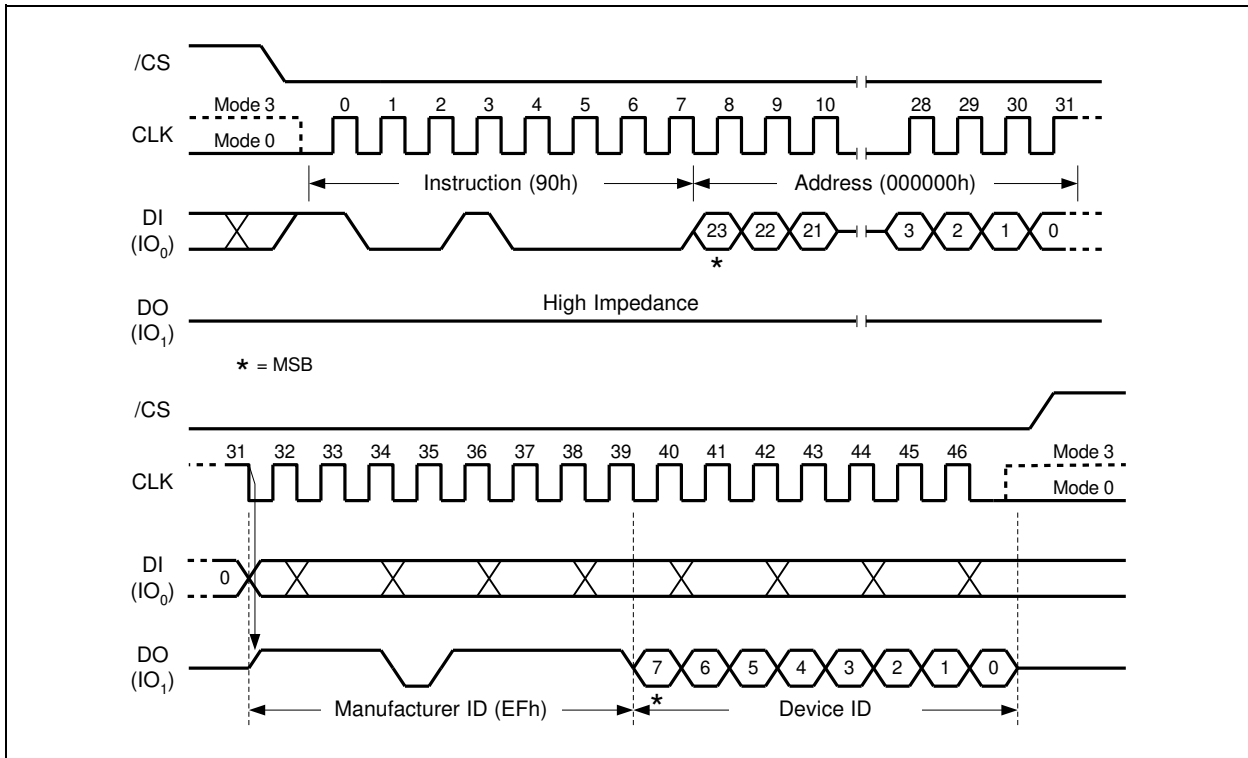 /CS
Mode 3
0 1 2 3 4 5 6 7 8 9 10 28 29 30 31
CLK
Mode 0
Instruction (90h) Address (000000h)
DI
(IO0)
23 22 21 3 2 1 0
*
High Impedance
DO
(IO1)
* = MSB
/CS
31 32 33 34 35 36 37 38 39 40 41 42 43 44 45 46
Mode 3
CLK
Mode 0
DI
(IO0)
0
DO
(IO1)
7 6 5 4 3 2 1 0
*
Manufacturer ID (EFh) Device ID